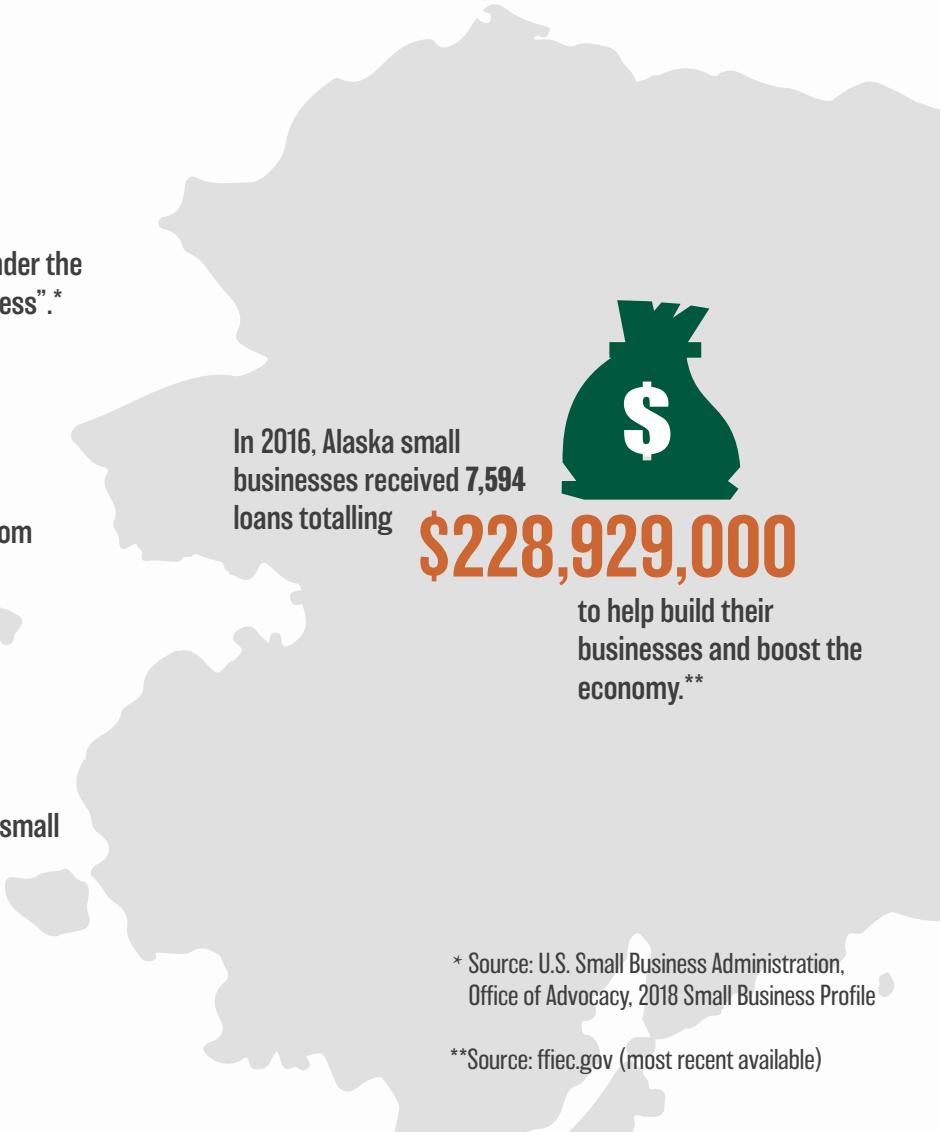 the
ess”.*
$
In 2016, Alaska small
businesses received 7,594
loans totalling
$228,929,000
om
to help build their
businesses and boost the
economy.**
small
* Source: U.S. Small Business Administration,
Office of Advocacy, 2018 Small Business Profile
**Source: ffiec.gov (most recent available)